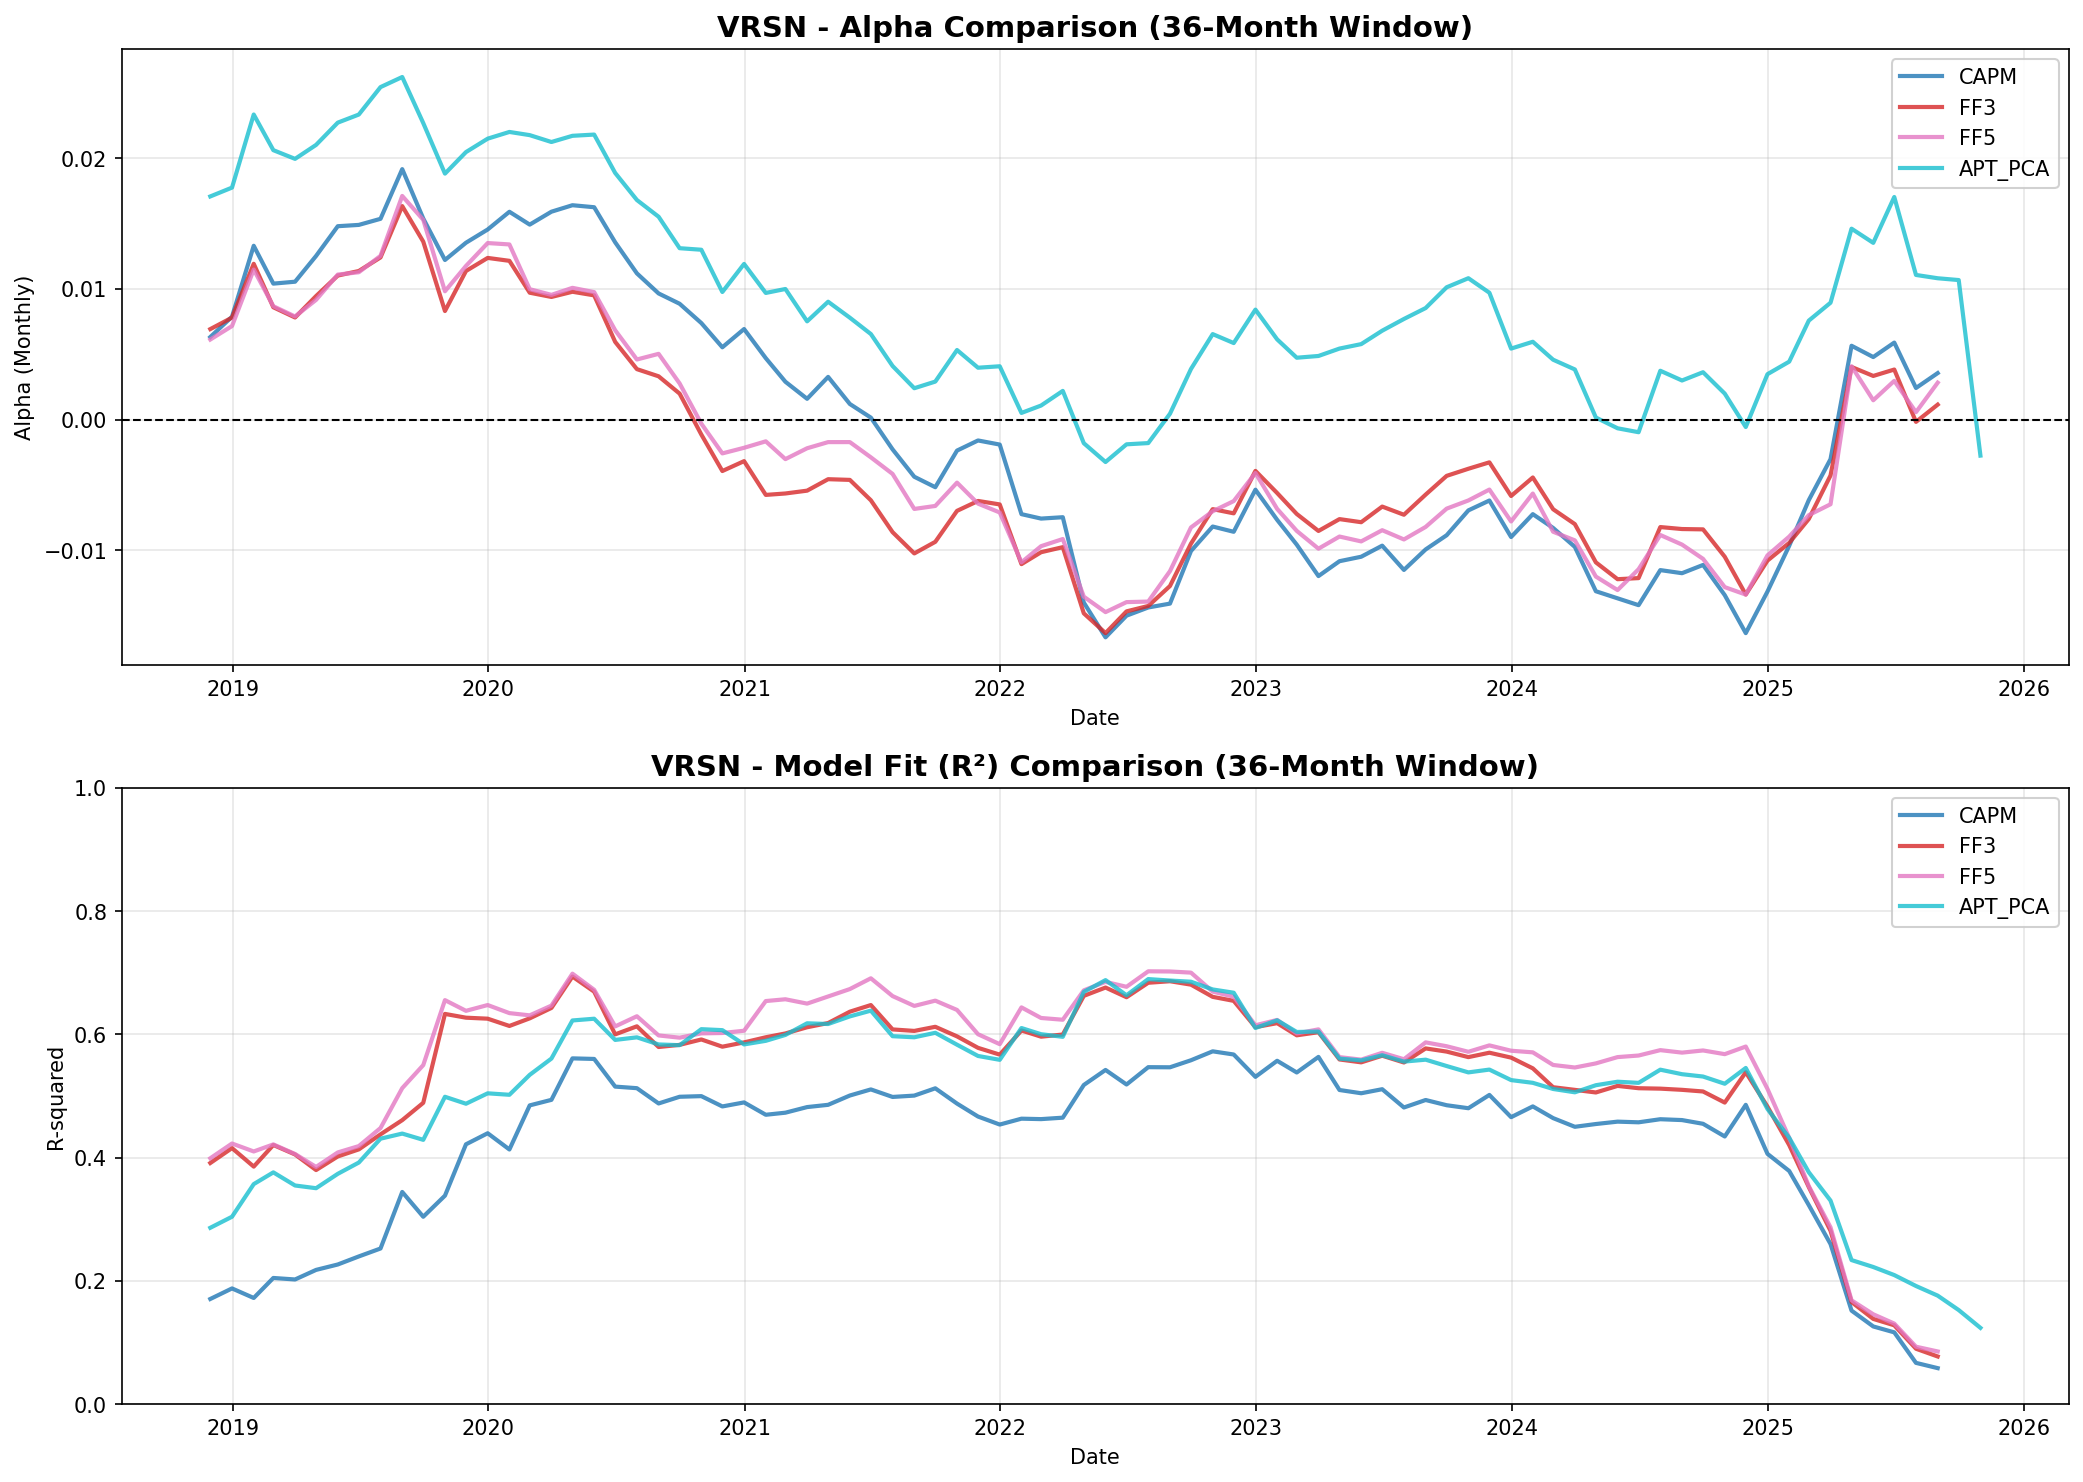 VRSN - Alpha Comparison (36-Month Window)
CAPM
FF3
FF5
APT_PCA
Alpha (Monthly)
0.02
0.01
0.00
−0.01
2019 2020 2021 2022 2023 2024 2025 2026
Date
VRSN - Model Fit (R²) Comparison (36-Month Window)
CAPM
FF3
FF5
APT_PCA
R-squared
1.0
0.8
0.6
0.4
0.2
0.0
2019 2020 2021 2022 2023 2024 2025 2026
Date